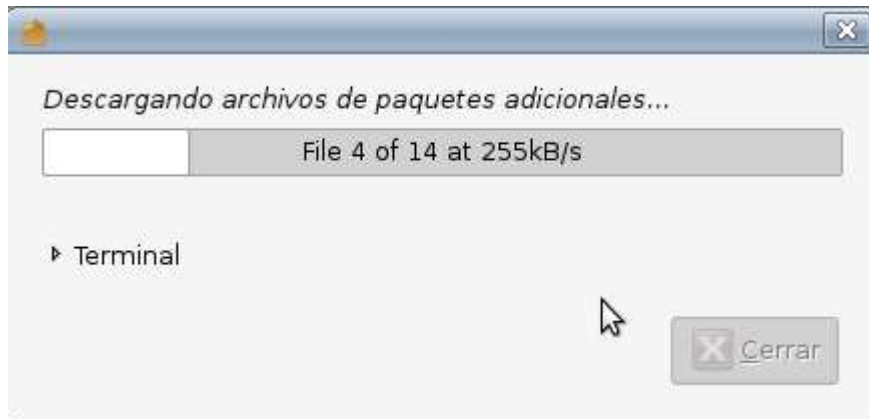 Descargando archivos de paquetes adicionales...
File 4 of 14 at 255kB/s
Terminal
Cerrar